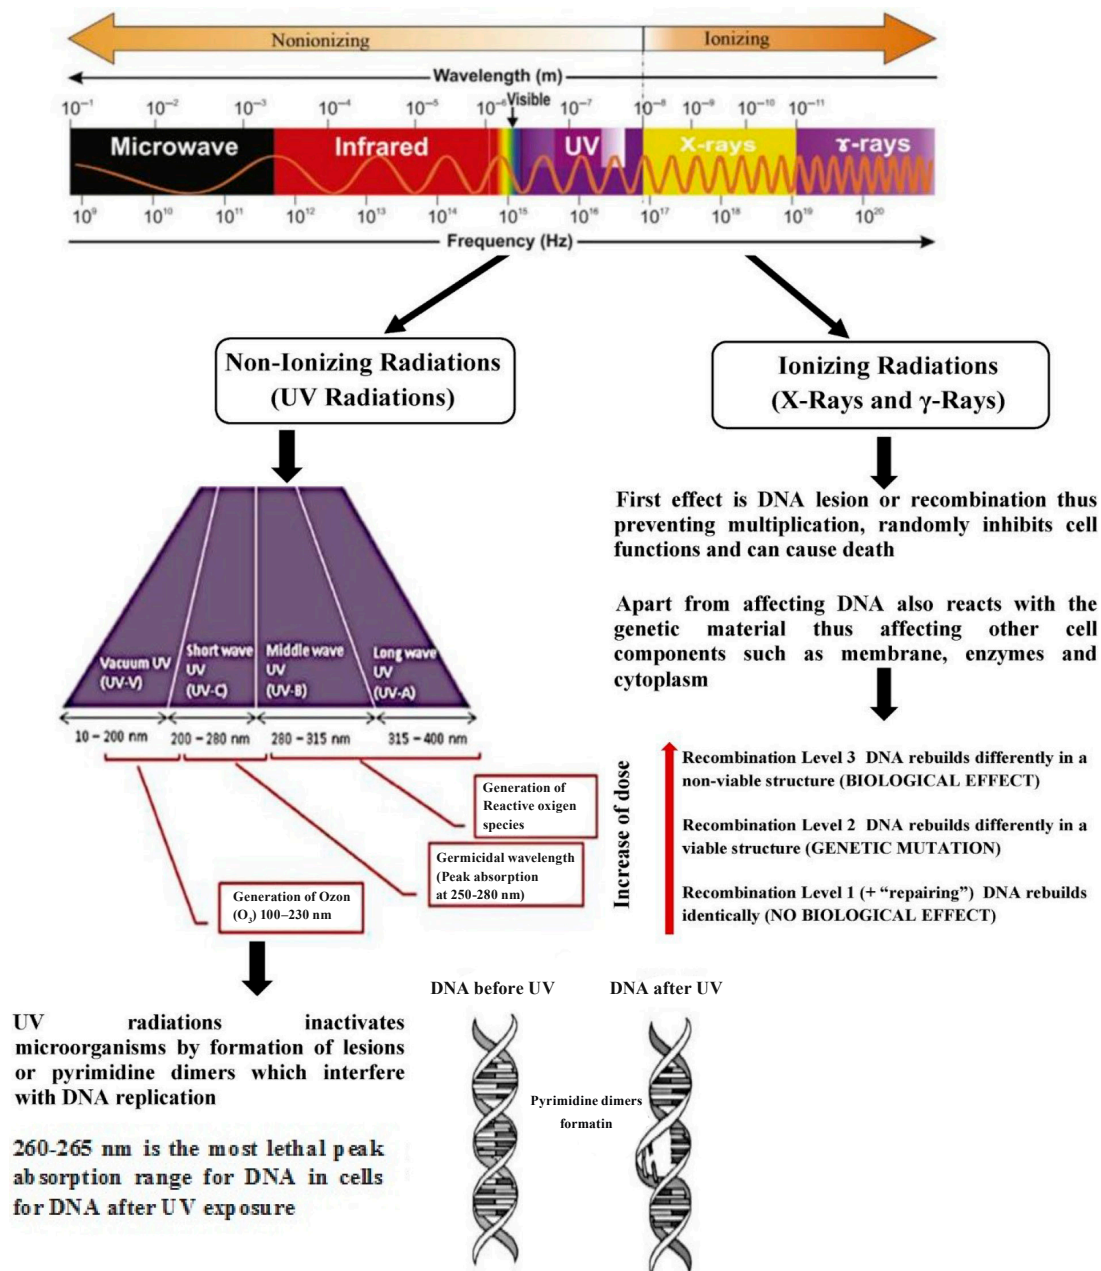 Nonionizing Ionizing
Wavelength (m)
10⁻¹ 10⁻² 10⁻³ 10⁻⁴ 10⁻⁵ 10⁻⁶ 10⁻⁷ 10⁻⁸ 10⁻⁹ 10⁻¹⁰ 10⁻¹¹
Visible
Microwave Infrared UV X-rays ɤ-rays
10⁹ 10¹⁰ 10¹¹ 10¹² 10¹³ 10¹⁴ 10¹⁵ 10¹⁶ 10¹⁷ 10¹⁸ 10¹⁹ 10²⁰
Frequency (Hz)
Non-Ionizing Radiations
(UV Radiations)
Vacuum UV
(UV-V)
Short wave
UV
(UV-C)
Middle wave
UV
(UV-B)
Long wave
UV
(UV-A)
10 – 200 nm 200 – 280 nm 280 – 315nm 315 – 400 nm
Generation of
Reactive oxigen
species
Germicidal wavelength
(Peak absorption
at 250-280 nm)
Generation of Ozon
(O₃) 100–230 nm
UV radiations inactivates
microorganisms by formation of lesions
or pyrimidine dimers which interfere
with DNA replication
260-265 nm is the most lethal peak
absorption range for DNA in cells
for DNA after UV exposure
Ionizing Radiations
(X-Rays and γ-Rays)
First effect is DNA lesion or recombination thus
preventing multiplication, randomly inhibits cell
functions and can cause death
Apart from affecting DNA also reacts with the
genetic material thus affecting other cell
components such as membrane, enzymes and
cytoplasm
Increase of dose
Recombination Level 3 DNA rebuilds differently in a
non-viable structure (BIOLOGICAL EFFECT)
Recombination Level 2 DNA rebuilds differently in a
viable structure (GENETIC MUTATION)
Recombination Level 1 (+ “repairing”) DNA rebuilds
identically (NO BIOLOGICAL EFFECT)
DNA before UV DNA after UV
Pyrimidine dimers
formatin